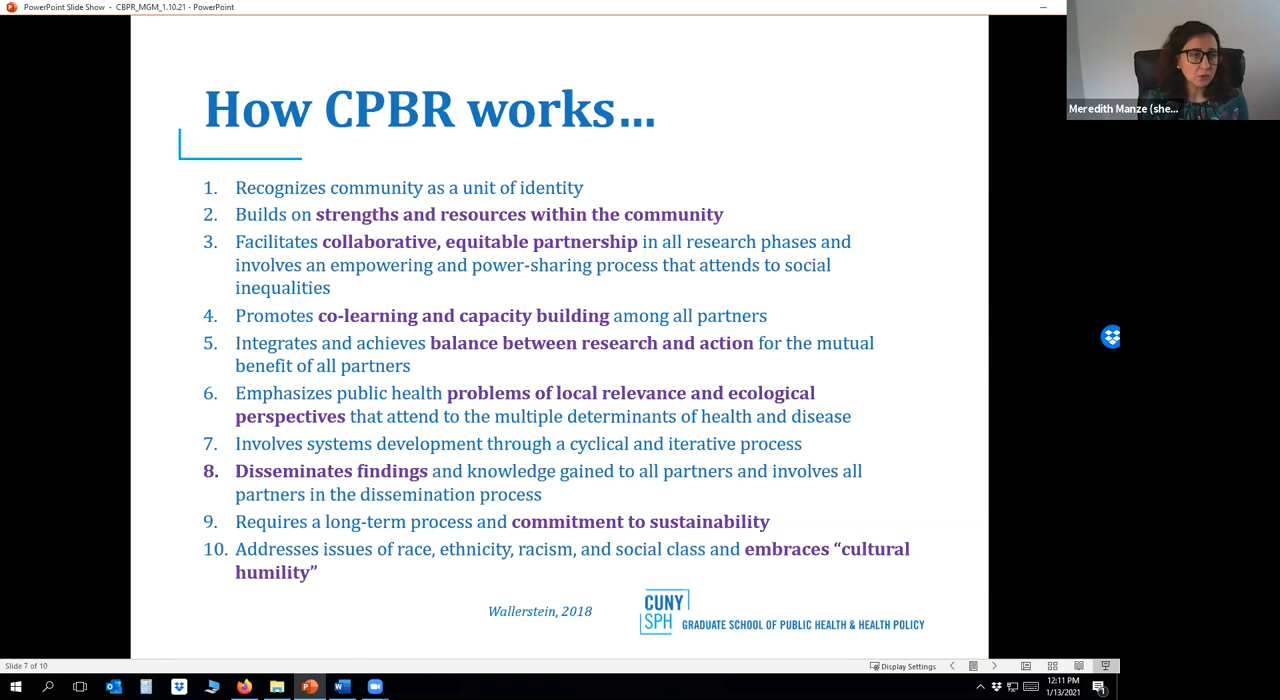 PowerPoint Slide Show - CBPR_MGM_1.10.21 - PowerPoint
Meredith Manze (she...
How CPBR works...
1. Recognizes community as a unit of identity
2. Builds on strengths and resources within the community
3. Facilitates collaborative, equitable partnership in all research phases and
involves an empowering and power-sharing process that attends to social
inequalities
4. Promotes co-learning and capacity building among all partners
5. Integrates and achieves balance between research and action for the mutual
benefit of all partners
6. Emphasizes public health problems of local relevance and ecological
perspectives that attend to the multiple determinants of health and disease
7. Involves systems development through a cyclical and iterative process
8. Disseminates findings and knowledge gained to all partners and involves all
partners in the dissemination process
9. Requires a long-term process and commitment to sustainability
10. Addresses issues of race, ethnicity, racism, and social class and embraces “cultural
humility”
Wallerstein, 2018
CUNY
SPH GRADUATE SCHOOL OF PUBLIC HEALTH & HEALTH POLICY
Slide 7 of 10
Display Settings
12:11 PM
1/13/2021